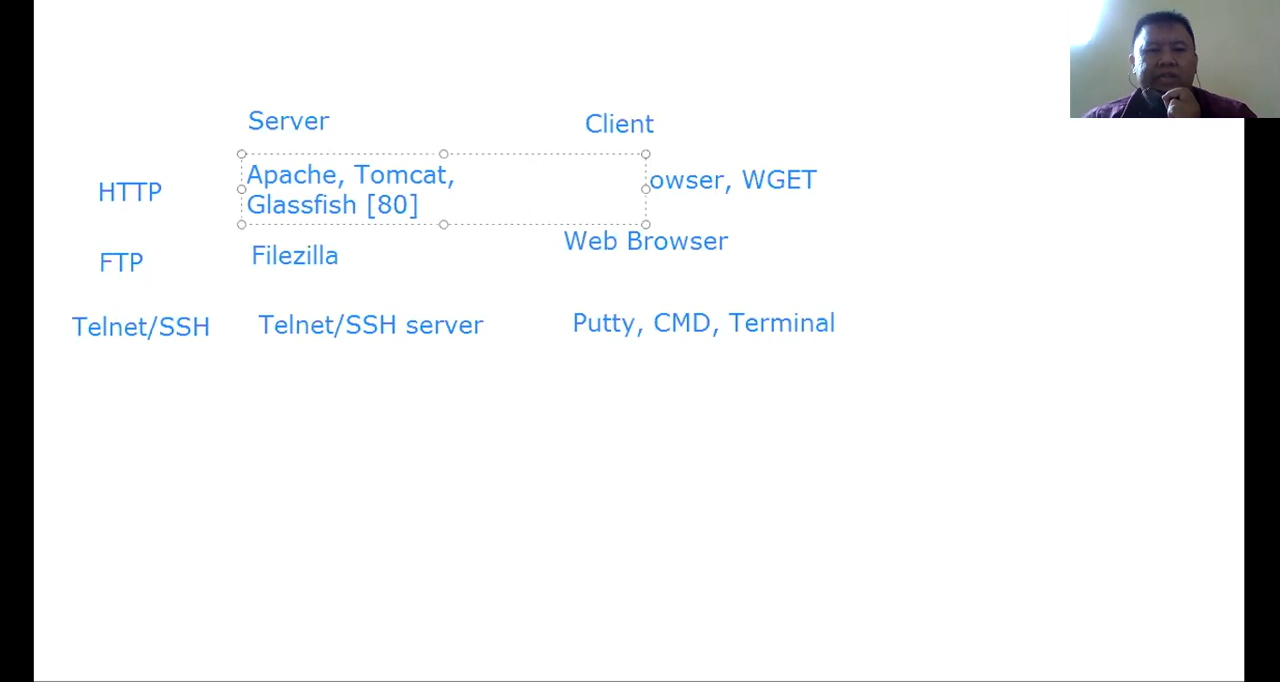 Server
Client
HTTP
Apache, Tomcat,
Glassfish [80]
owser, WGET
FTP
Filezilla
Web Browser
Telnet/SSH
Telnet/SSH server
Putty, CMD, Terminal